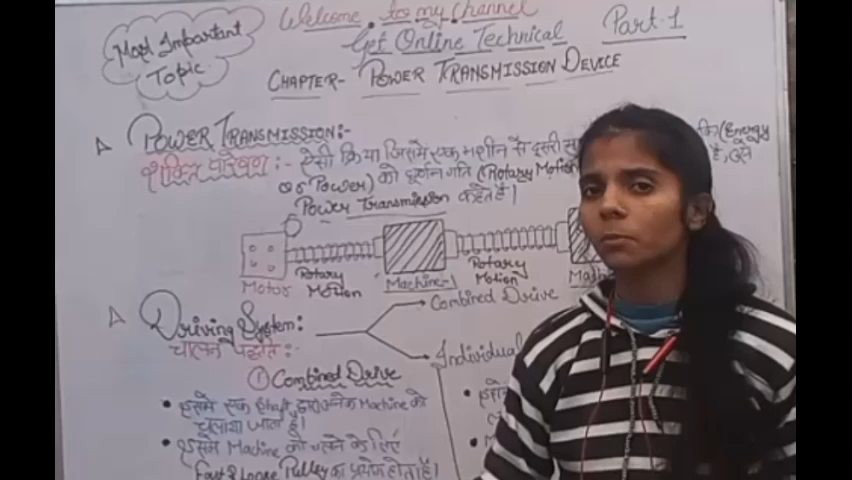 Welcome to my channel
Get Online Technical
Part-1
Most Important
Topic
CHAPTER- POWER TRANSMISSION DEVICE
POWER TRANSMISSION:-
शक्ति पारेषण :- ऐसी क्रिया जिसमें एक मशीन से दूसरी
(Energy
or Power) को घूर्णन गति (Rotary Motion
है, उसे
Power Transmission कहते हैं।
Motor
Rotary
Motion
Machine-1
Rotary
Motion
Driving System:
चालन पद्धति :-
Combined Drive
Individual
① Combined Drive
• इसमें एक Shaft द्वारा अनेक Machine को
चलाया जाता है।
• इसमें Machine को चलने के लिए
Fast & Loose Pulley का प्रयोग होता है।